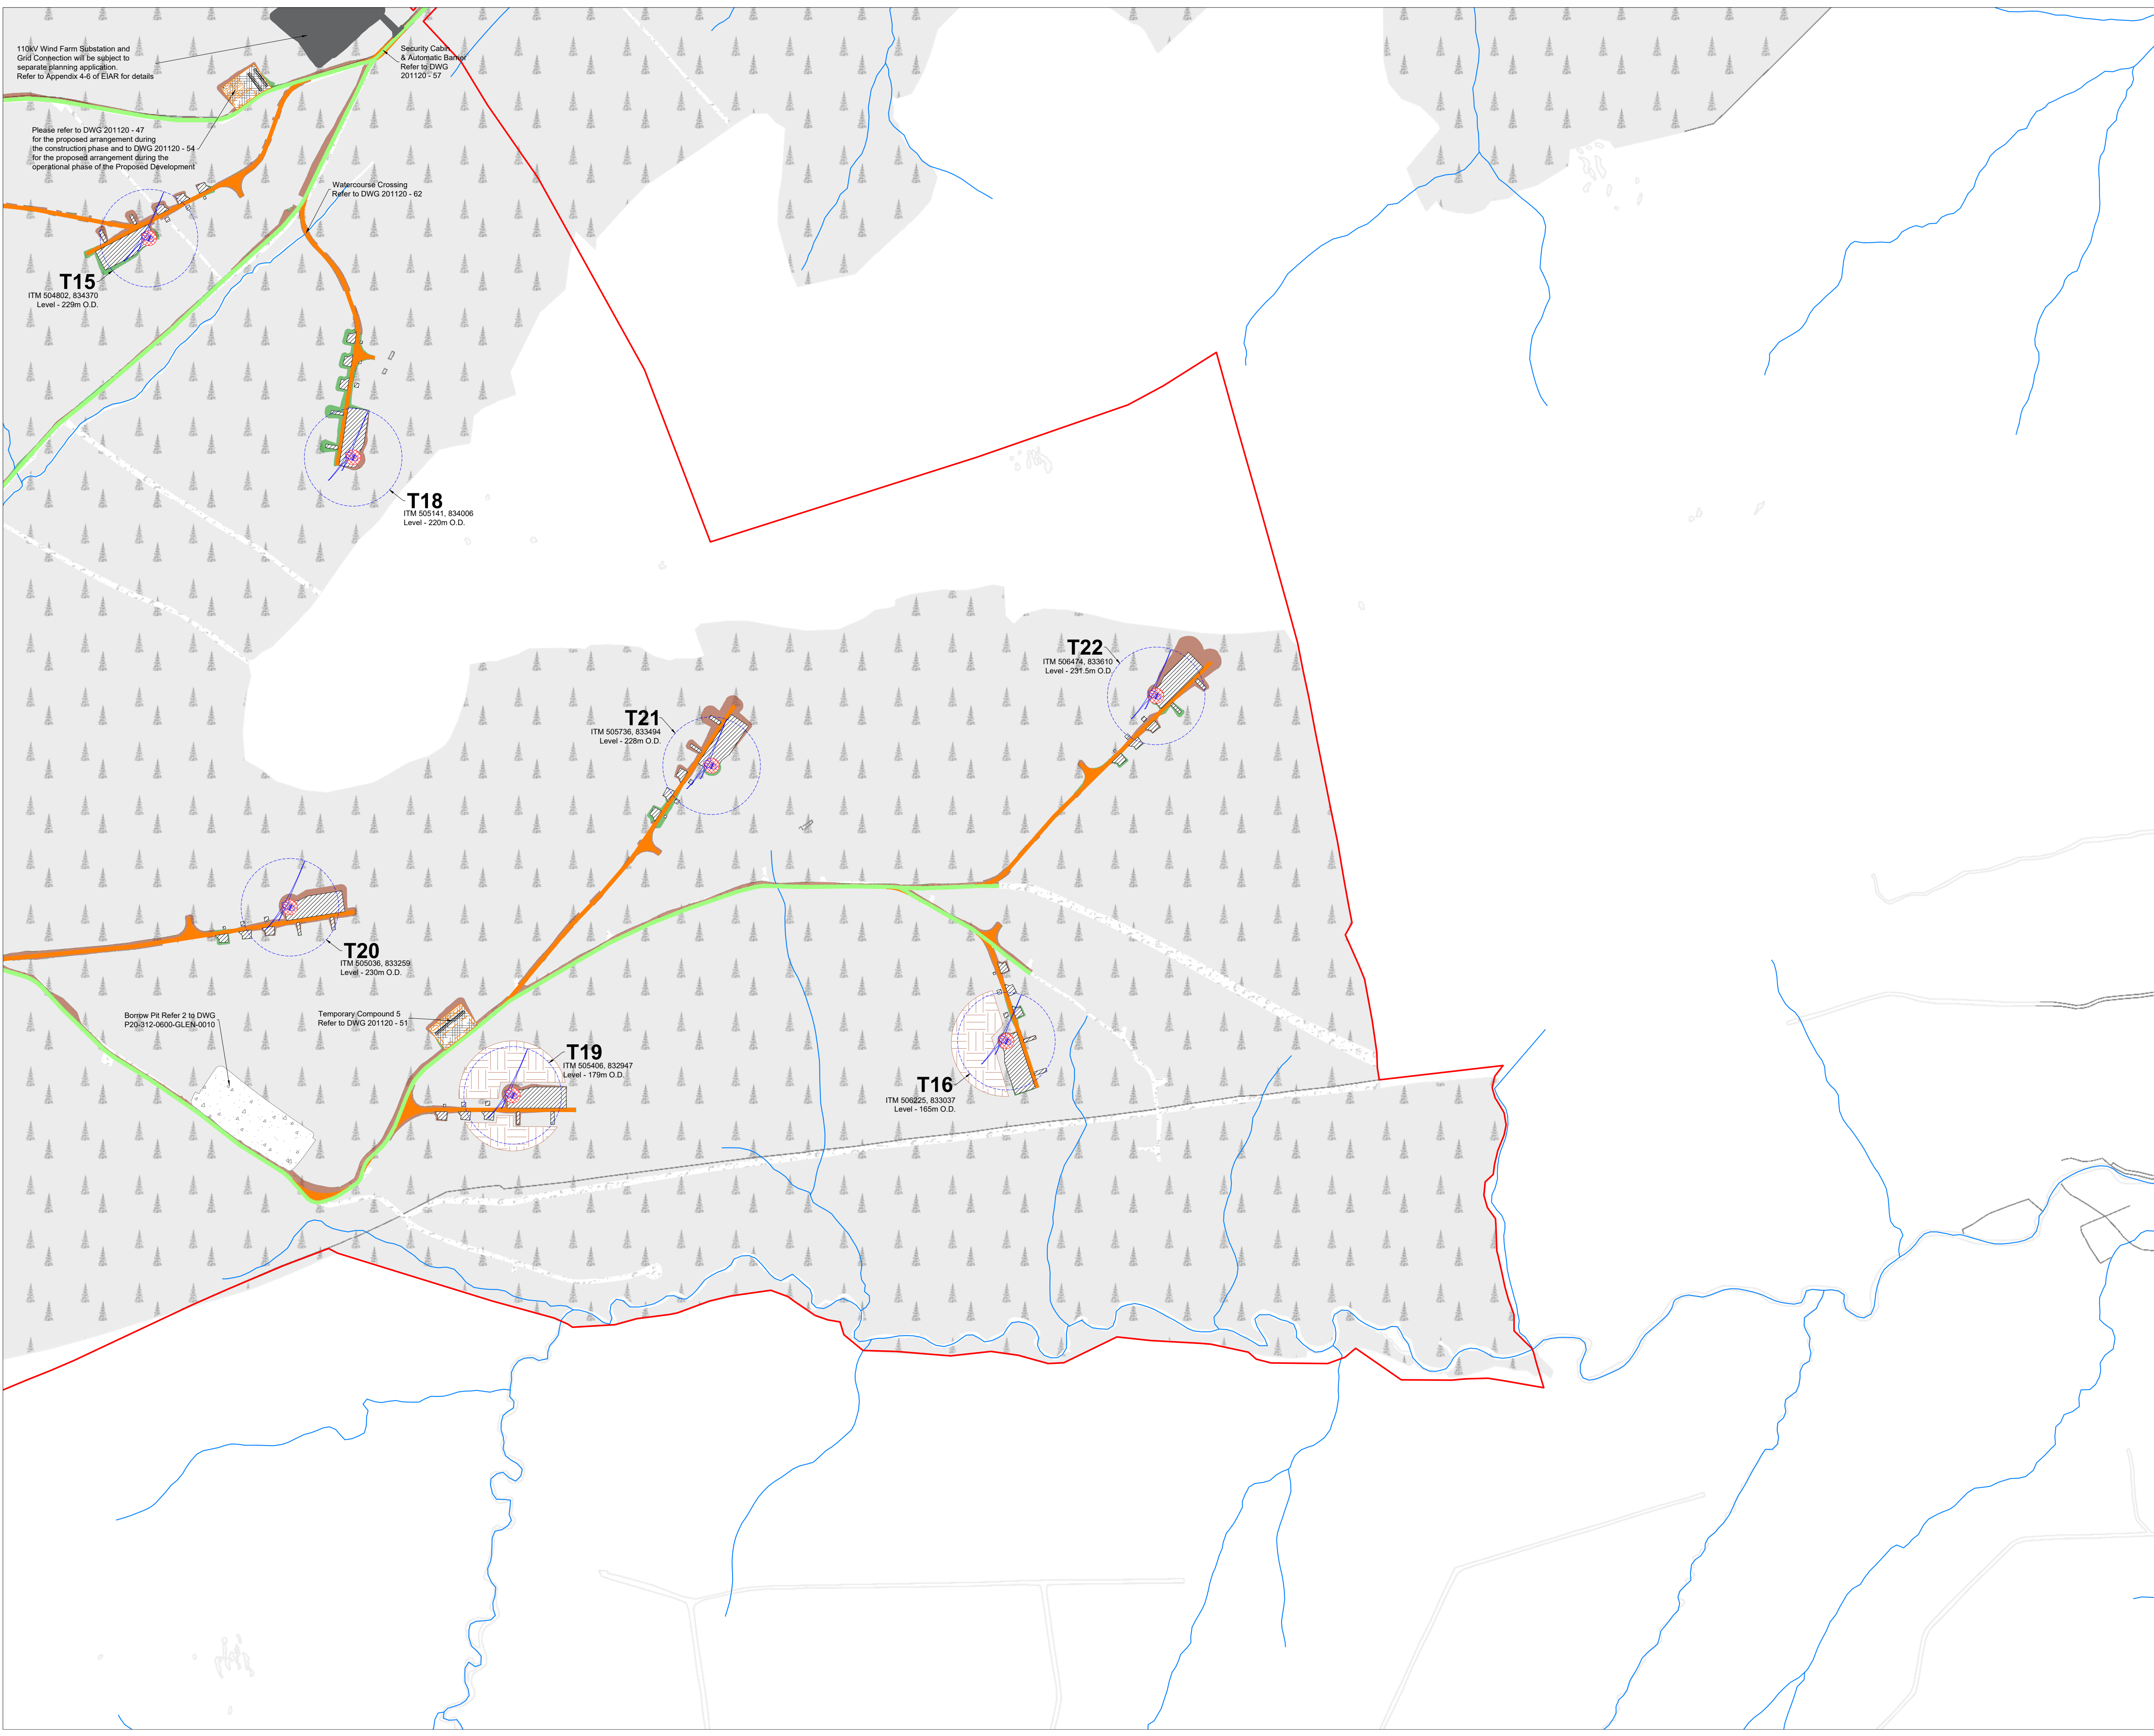 110kV Wind Farm Substation and
Grid Connection will be subject to
separate planning application.
Refer to Appendix 4-6 of EIAR for details
Security Cabin
& Automatic Barrier
Refer to DWG
201120 - 57
Please refer to DWG 201120 - 47
for the proposed arrangement during
the construction phase and to DWG 201120 - 54
for the proposed arrangement during the
operational phase of the Proposed Development
Watercourse Crossing
Refer to DWG 201120 - 62
T15
ITM 504802, 834370
Level - 229m O.D.
T18
ITM 505141, 834006
Level - 220m O.D.
T22
ITM 506474, 833610
Level - 231.5m O.D.
T21
ITM 505736, 833494
Level - 228m O.D.
T20
ITM 505036, 833259
Level - 230m O.D.
Borrow Pit Refer 2 to DWG
P20-312-0600-GLEN-0010
Temporary Compound 5
Refer to DWG 201120 - 51
T19
ITM 505406, 832947
Level - 179m O.D.
T16
ITM 506225, 833037
Level - 165m O.D.